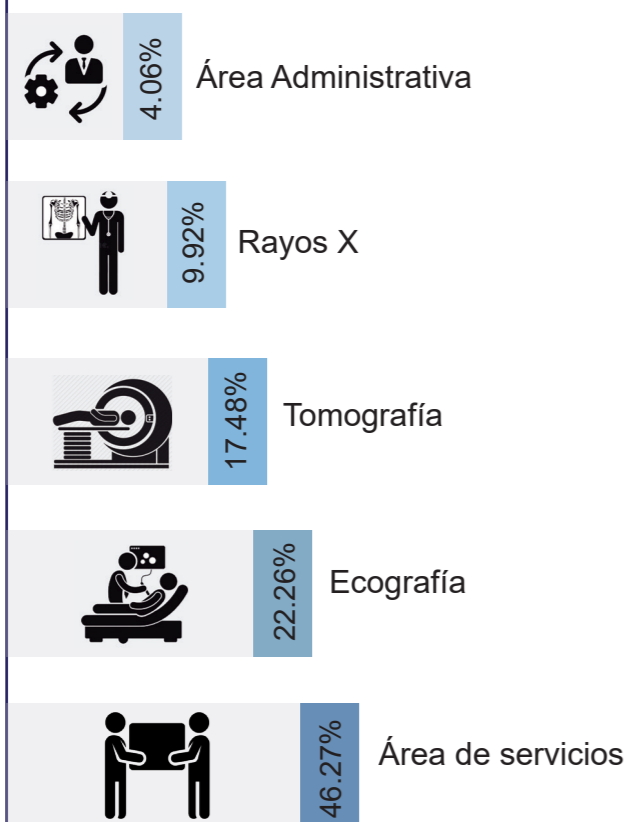 4.06%
Área Administrativa
9.92%
Rayos X
17.48%
Tomografía
22.26%
Ecografía
46.27%
Área de servicios